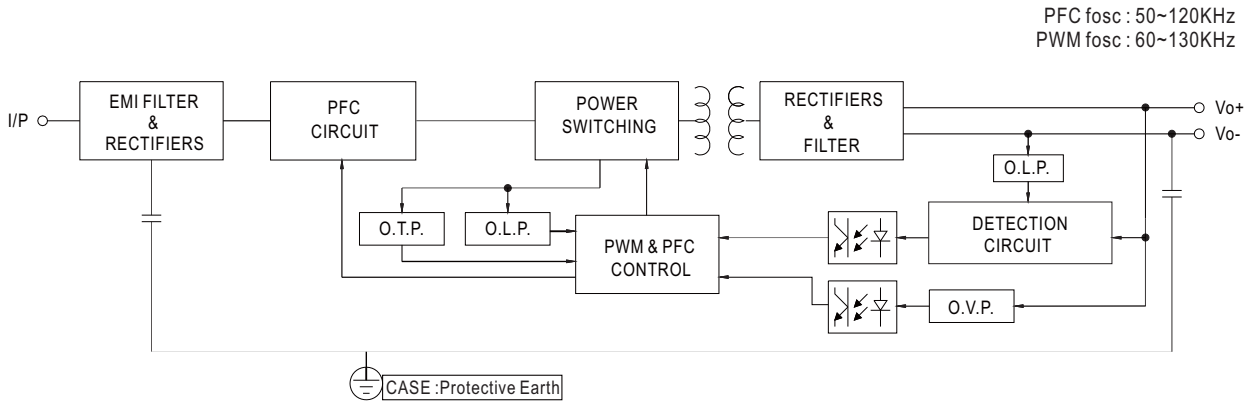 PFC fosc : 50~120KHz
PWM fosc : 60~130KHz
I/P
EMI FILTER
&
RECTIFIERS
PFC
CIRCUIT
POWER
SWITCHING
RECTIFIERS
&
FILTER
Vo+
Vo-
O.L.P.
O.T.P.
O.L.P.
PWM & PFC
CONTROL
DETECTION
CIRCUIT
O.V.P.
CASE :Protective Earth